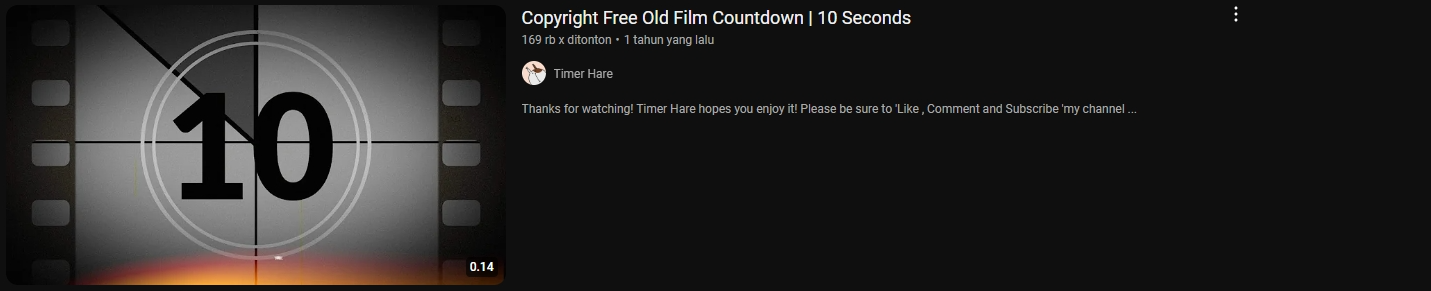 10
0.14
Copyright Free Old Film Countdown | 10 Seconds
169 rb x ditonton • 1 tahun yang lalu
Timer Hare
Thanks for watching! Timer Hare hopes you enjoy it! Please be sure to 'Like , Comment and Subscribe 'my channel ...